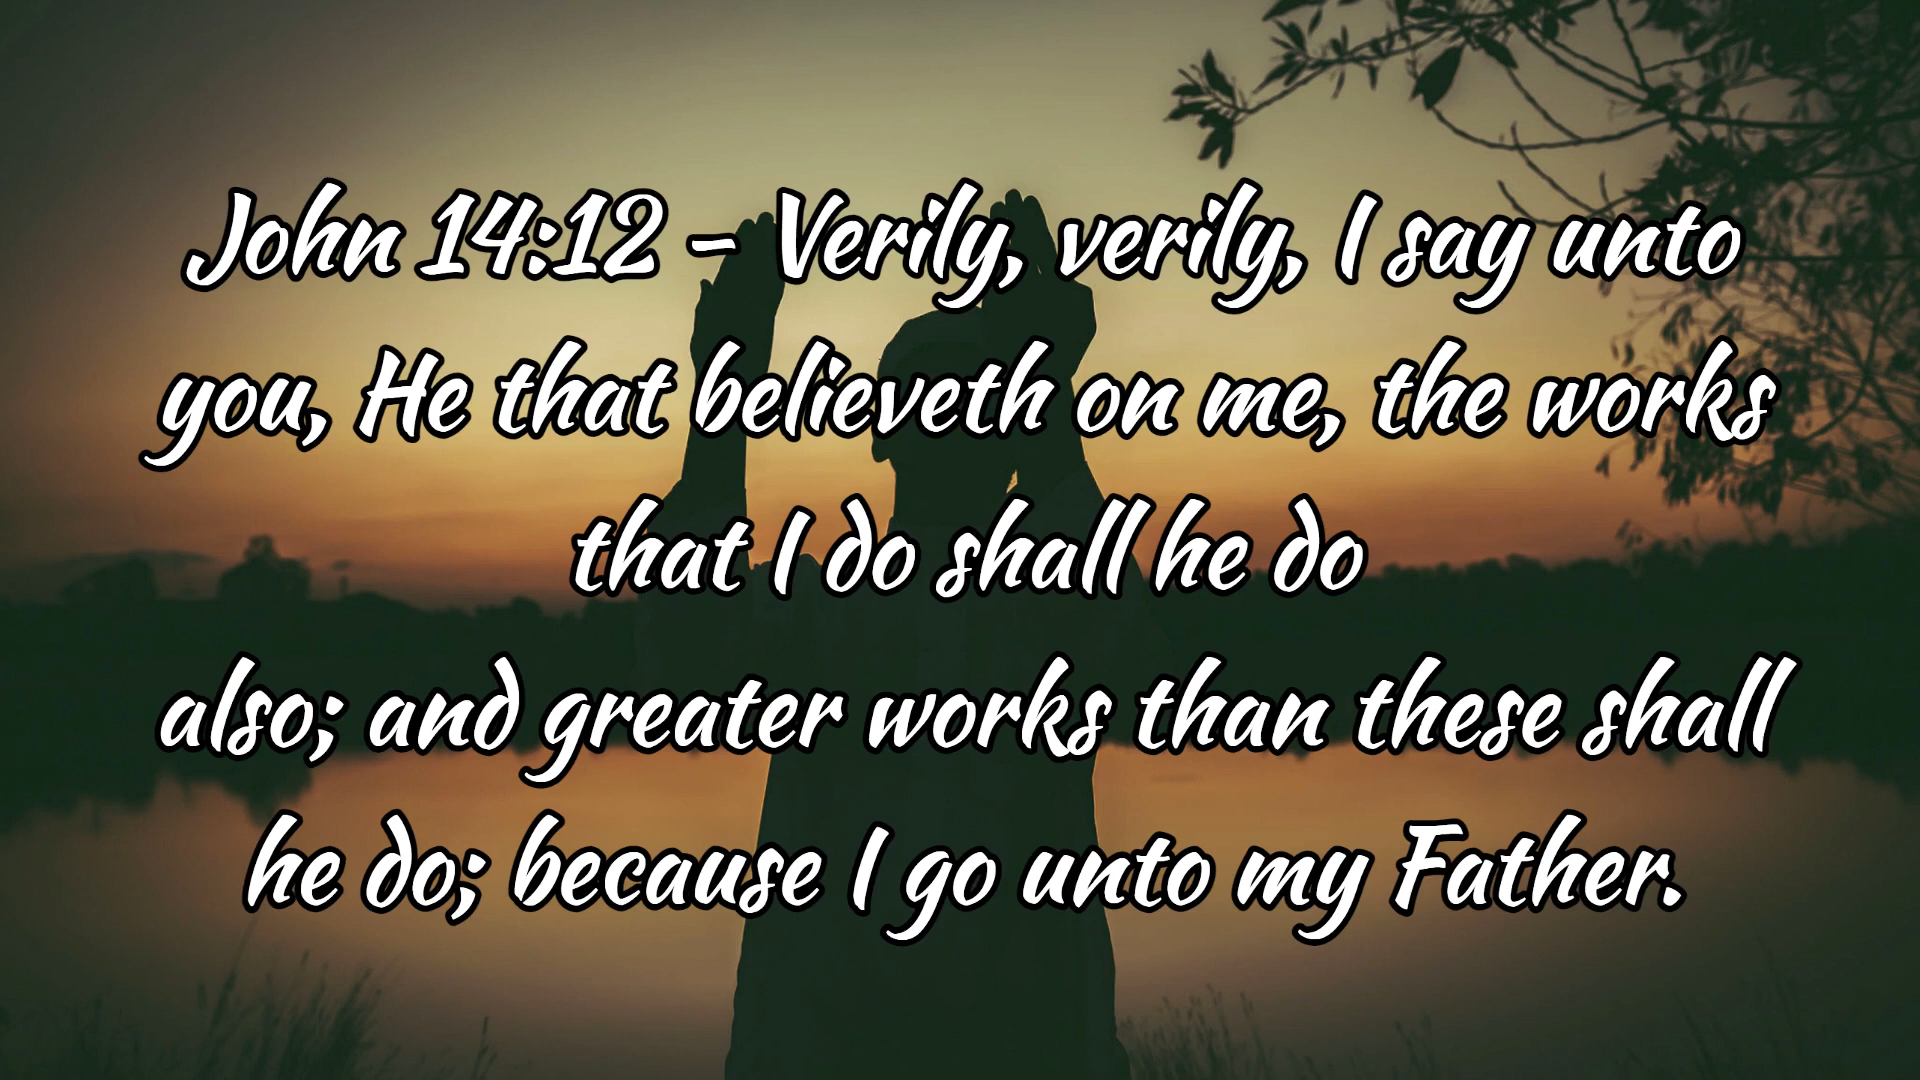 John 14:12 – Verily, verily, I say unto
you, He that believeth on me, the works
that I do shall he do
also; and greater works than these shall
he do; because I go unto my Father.